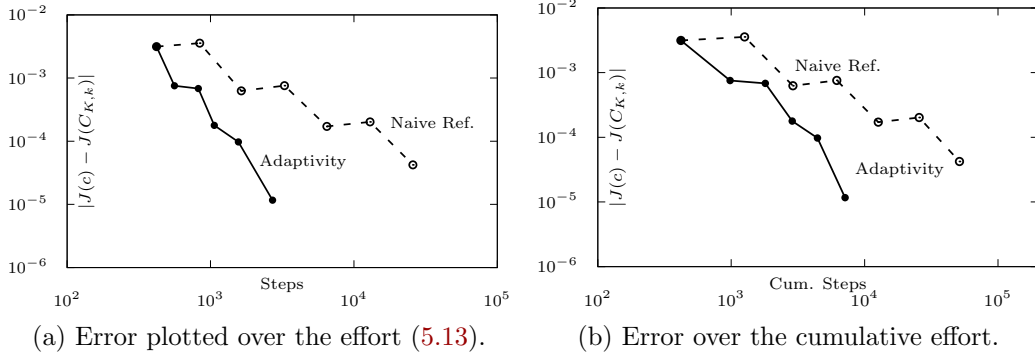 10^−2
10^−3
10^−4
10^−5
10^−6
|J(c) − J(C_{K,k})|
Naive Ref.
Adaptivity
10^2
10^3
10^4
10^5
Steps
(a) Error plotted over the effort (5.13).
10^−2
10^−3
10^−4
10^−5
10^−6
|J(c) − J(C_{K,k})|
Naive Ref.
Adaptivity
10^2
10^3
10^4
10^5
Cum. Steps
(b) Error over the cumulative effort.